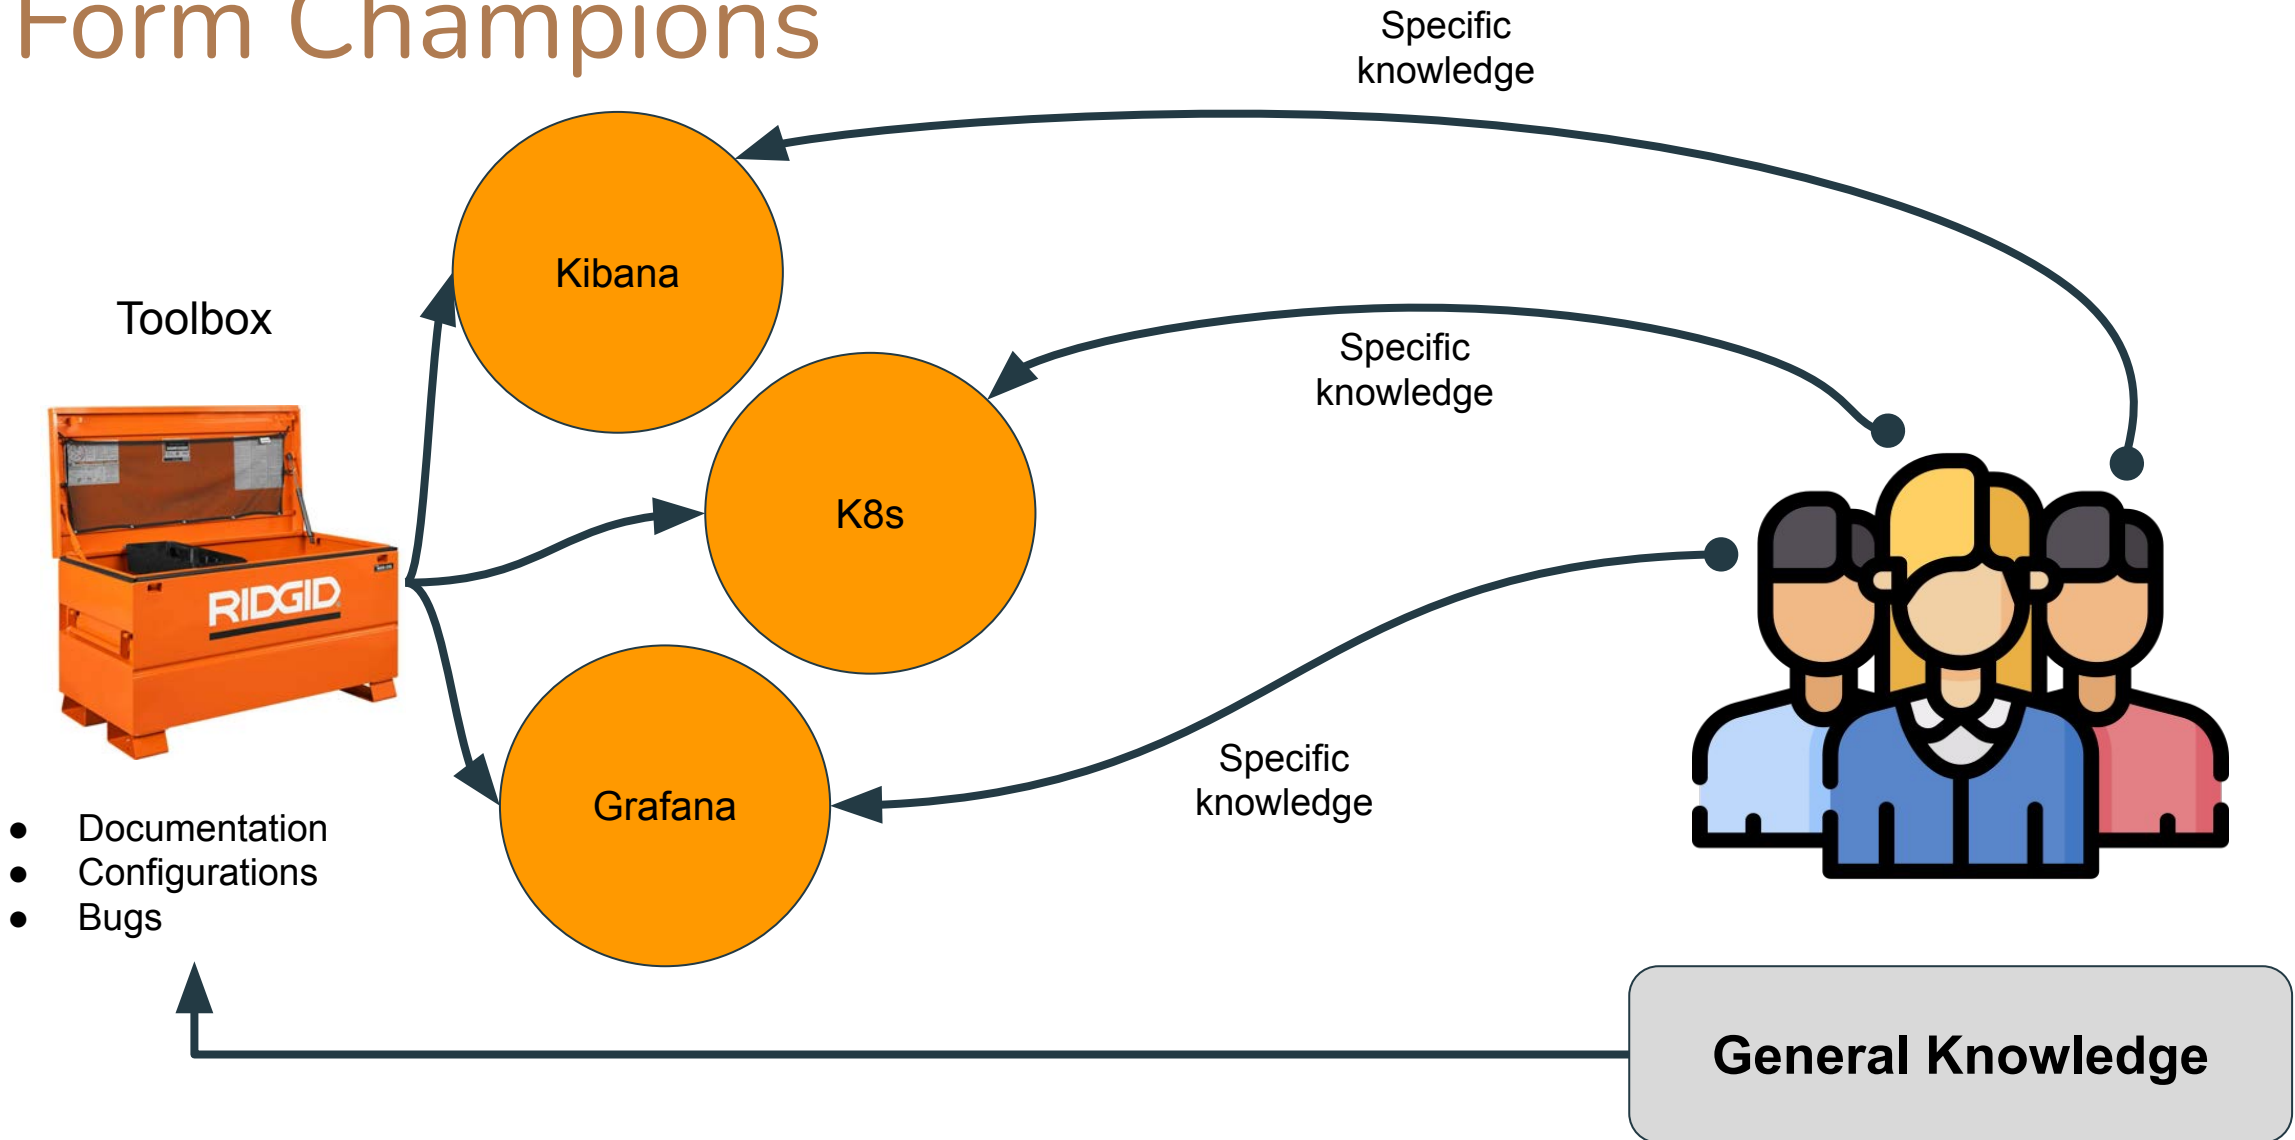 Form Champions
Specific
knowledge
Kibana
Toolbox
Specific
knowledge
K8s
RIDGID
Specific
knowledge
Grafana
● Documentation
● Configurations
● Bugs
General Knowledge